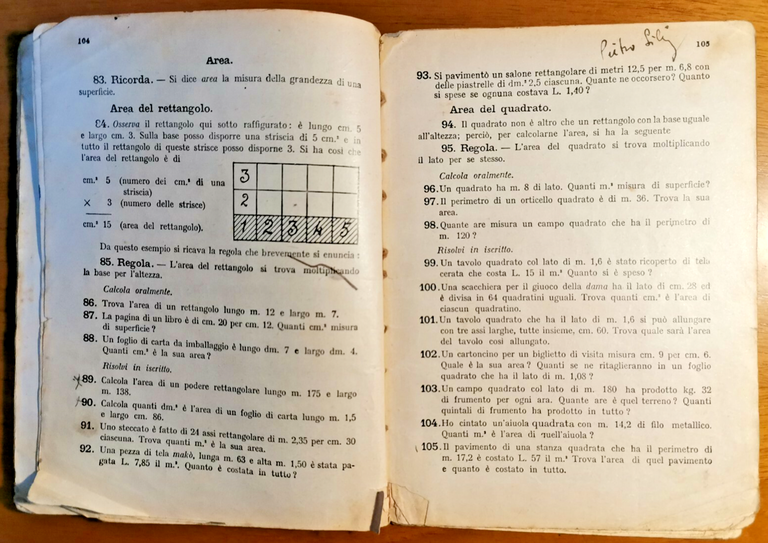 104
Area.
83. Ricorda. — Si dice area la misura della grandezza di una
superficie.
Area del rettangolo.
84. Osserva il rettangolo qui sotto raffigurato: è lungo cm. 5
e largo cm. 3. Sulla base posso disporre una striscia di 5 cm.² e in
tutto il rettangolo di queste strisce posso disporne 3. Si ha così che
l'area del rettangolo è di
cm.² 5 (numero dei cm.² di una
striscia)
× 3 (numero delle strisce)
cm.² 15 (area del rettangolo).
3
2
1 2 3 4 5
Da questo esempio si ricava la regola che brevemente si enuncia:
85. Regola. — L'area del rettangolo si trova moltiplicando
la base per l'altezza.
Calcola oralmente.
86. Trova l'area di un rettangolo lungo m. 12 e largo m. 7.
87. La pagina di un libro è di cm. 20 per cm. 12. Quanti cm.² misura
di superficie?
88. Un foglio di carta da imballaggio è lungo dm. 7 e largo dm. 4.
Quanti cm.² è la sua area?
Risolvi in iscritto.
89. Calcola l'area di un podere rettangolare lungo m. 175 e largo
m. 138.
90. Calcola quanti dm.² è l'area di un foglio di carta lungo m. 1,5
e largo cm. 86.
91. Uno steccato è fatto di 24 assi rettangolare di m. 2,35 per cm. 30
ciascuna. Trova quanti m.² è la sua area.
92. Una pezza di tela makò, lunga m. 63 e alta m. 1,50 è stata pa-
gata L. 7,85 il m.². Quanto è costata in tutto?
Pietro
105
93. Si pavimentò un salone rettangolare di metri 12,5 per m. 6,8 con
delle piastrelle di dm.² 2,5 ciascuna. Quante ne occorsero? Quanto
si spese se ognuna costava L. 1,40?
Area del quadrato.
94. Il quadrato non è altro che un rettangolo con la base uguale
all'altezza; perciò, per calcolarne l'area, si ha la seguente
95. Regola. — L'area del quadrato si trova moltiplicando
il lato per se stesso.
Calcola oralmente.
96. Un quadrato ha m. 8 di lato. Quanti m.² misura di superficie?
97. Il perimetro di un orticello quadrato è di m. 36. Trova la sua
area.
98. Quante are misura un campo quadrato che ha il perimetro di
m. 120?
Risolvi in iscritto.
99. Un tavolo quadrato col lato di m. 1,6 è stato ricoperto di tela
cerata che costa L. 15 il m.² Quanto si è speso?
100. Una scacchiera per il giuoco della dama ha il lato di cm. 28 ed
è divisa in 64 quadratini uguali. Trova quanti cm.² è l'area di
ciascun quadratino.
101. Un tavolo quadrato che ha il lato di m. 1,6 si può allungare
con tre assi larghe, tutte insieme, cm. 60. Trova quale sarà l'area
del tavolo così allungato.
102. Un cartoncino per un biglietto di visita misura cm. 9 per cm. 6.
Quale è la sua area? Quanti se ne ritaglieranno in un foglio
quadrato che ha il lato di m. 1,08?
103. Un campo quadrato col lato di m. 180 ha prodotto kg. 32
di frumento per ogni ara. Quante are è quel terreno? Quanti
quintali di frumento ha prodotto in tutto?
104. Ho cintato un'aiuola quadrata con m. 14,2 di filo metallico.
Quanti m.² è l'area di quell'aiuola?
105. Il pavimento di una stanza quadrata che ha il perimetro di
m. 17,2 è costato L. 57 il m.² Trova l'area di quel pavimento
e quanto è costato in tutto.